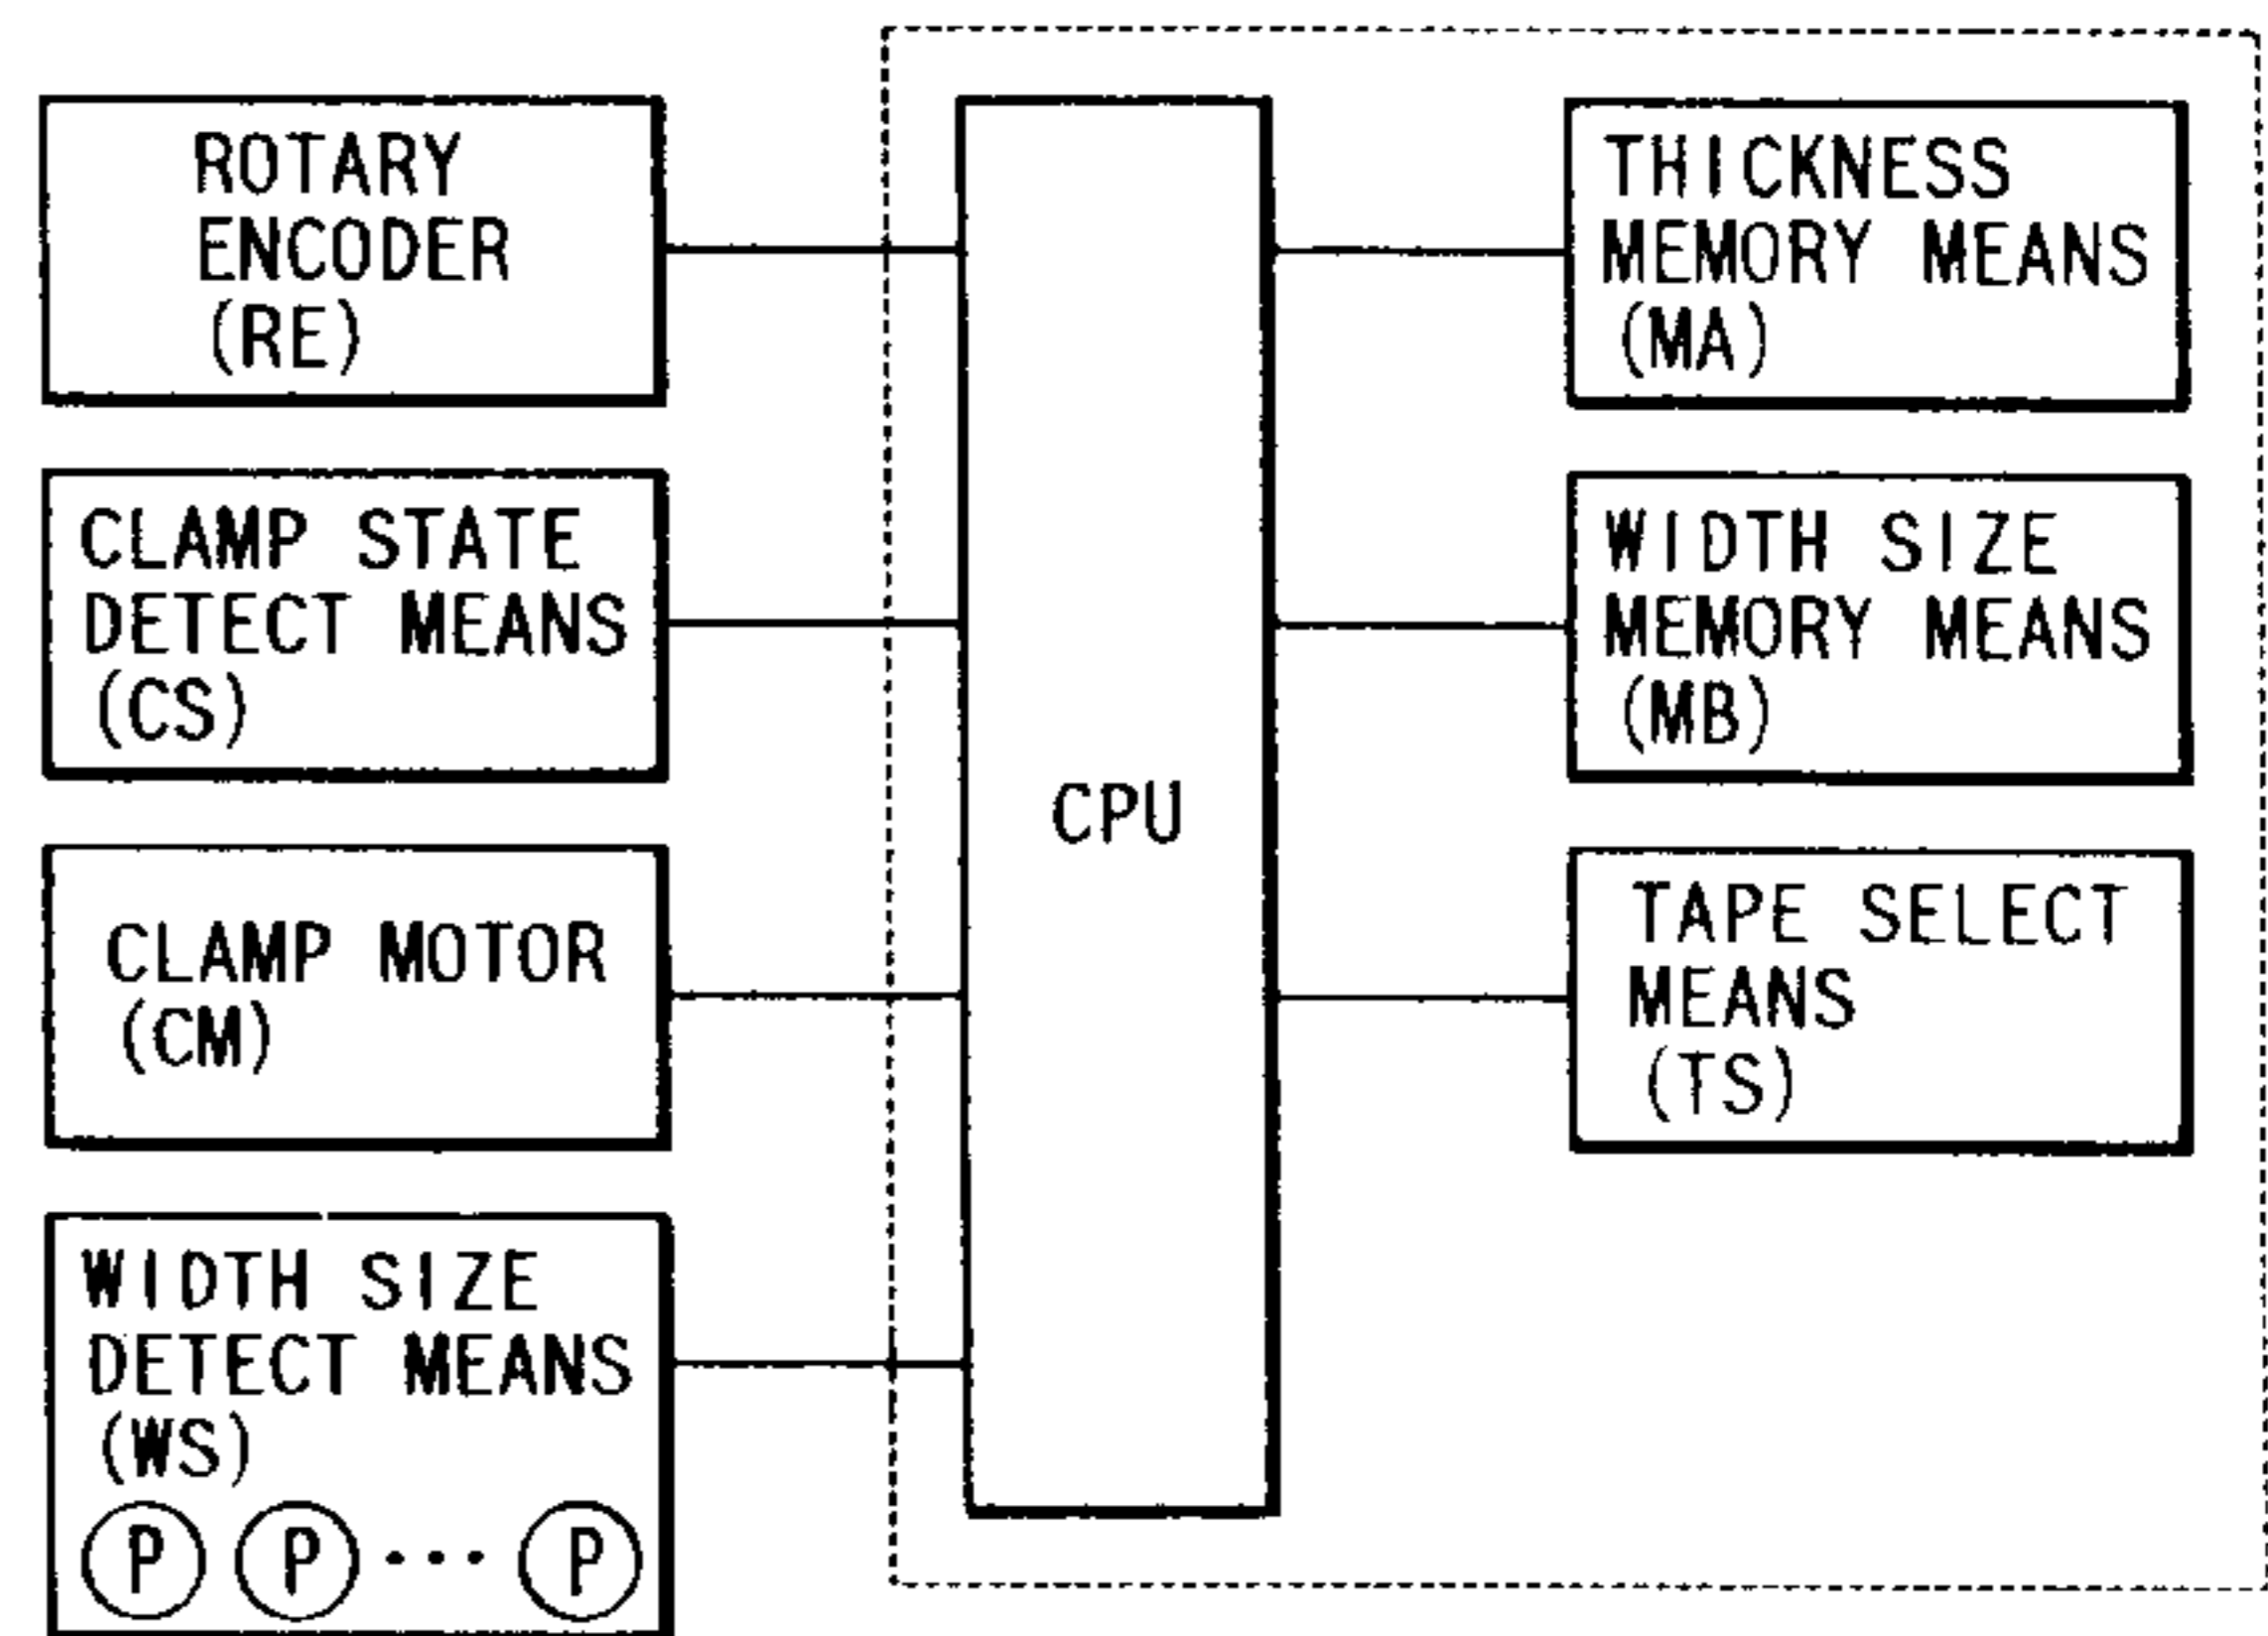 ROTARY
ENCODER
(RE)
CLAMP STATE
DETECT MEANS
(CS)
CLAMP MOTOR
(CM)
WIDTH SIZE
DETECT MEANS
(WS)
P P ... P
CPU
THICKNESS
MEMORY MEANS
(MA)
WIDTH SIZE
MEMORY MEANS
(MB)
TAPE SELECT
MEANS
(TS)